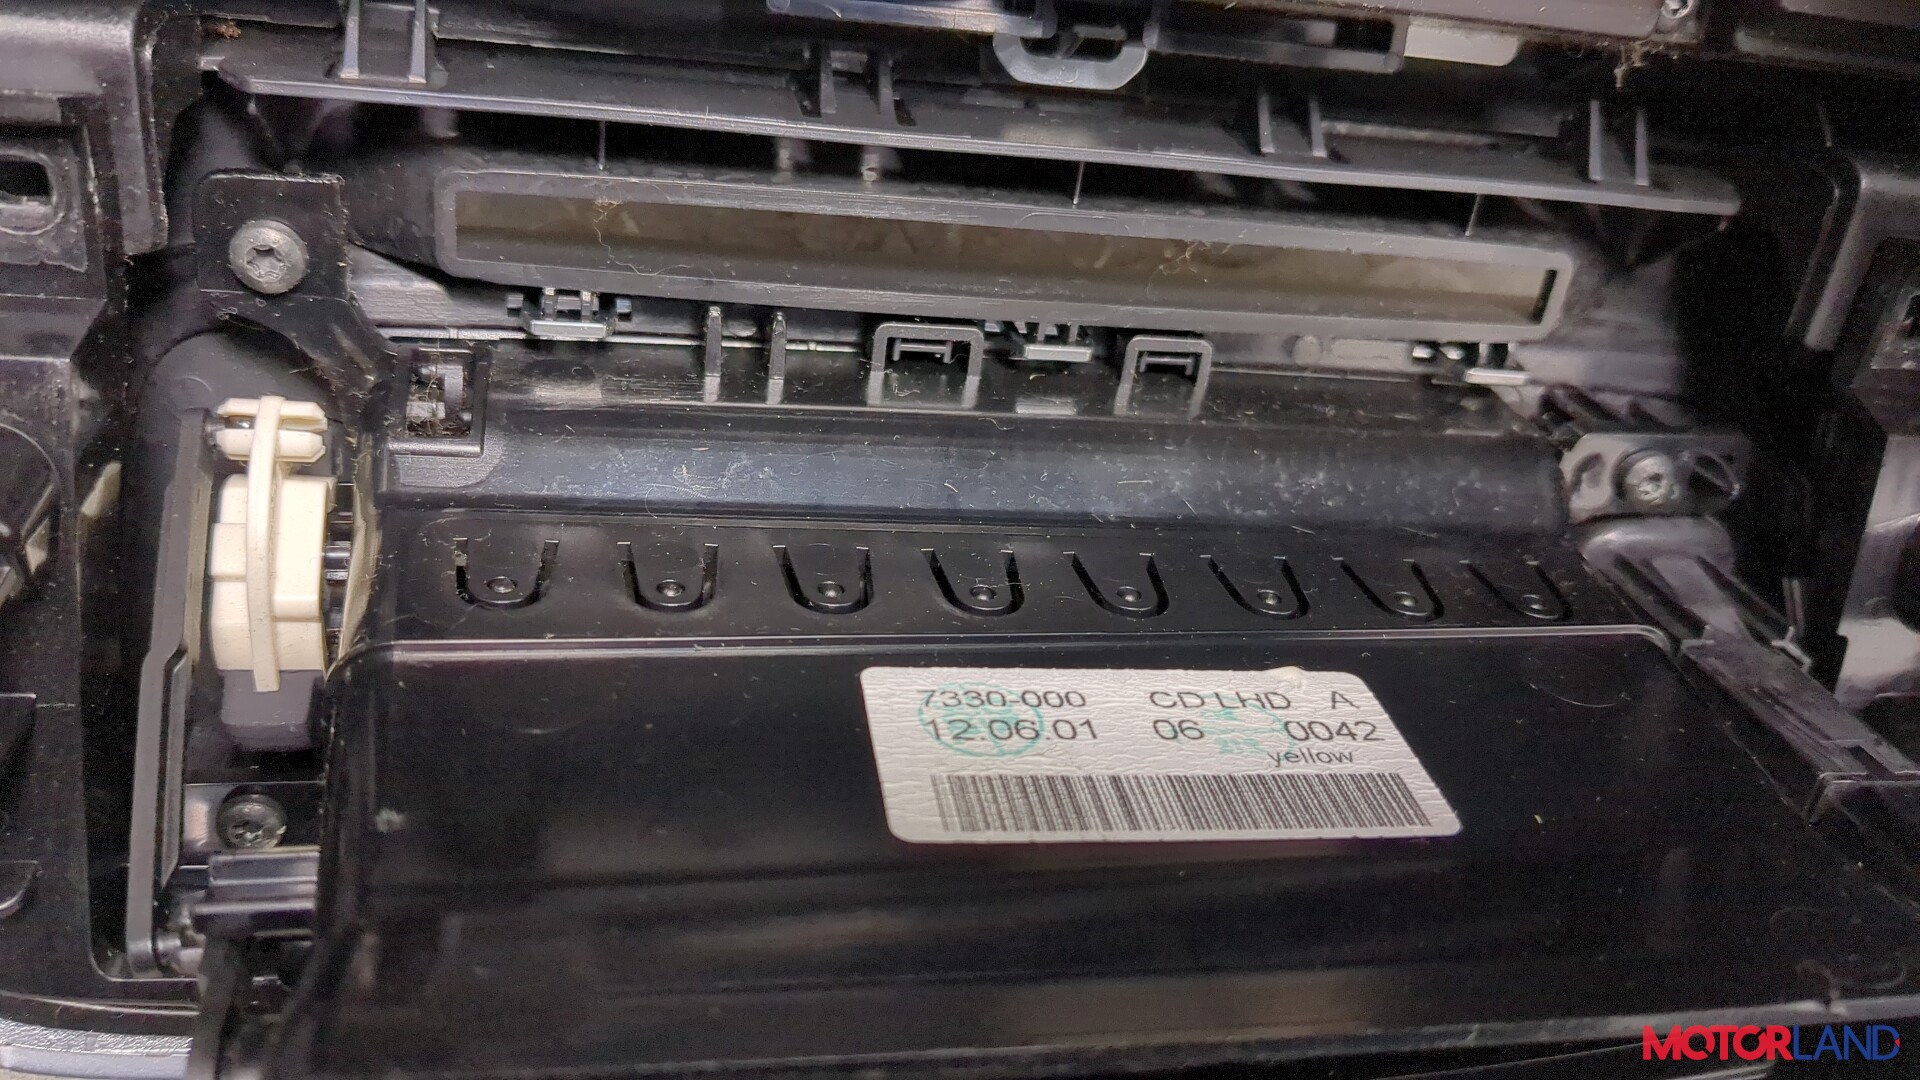 7330-000 CD LHD A
12.06.01 06 0042
yellow
MOTORLAND